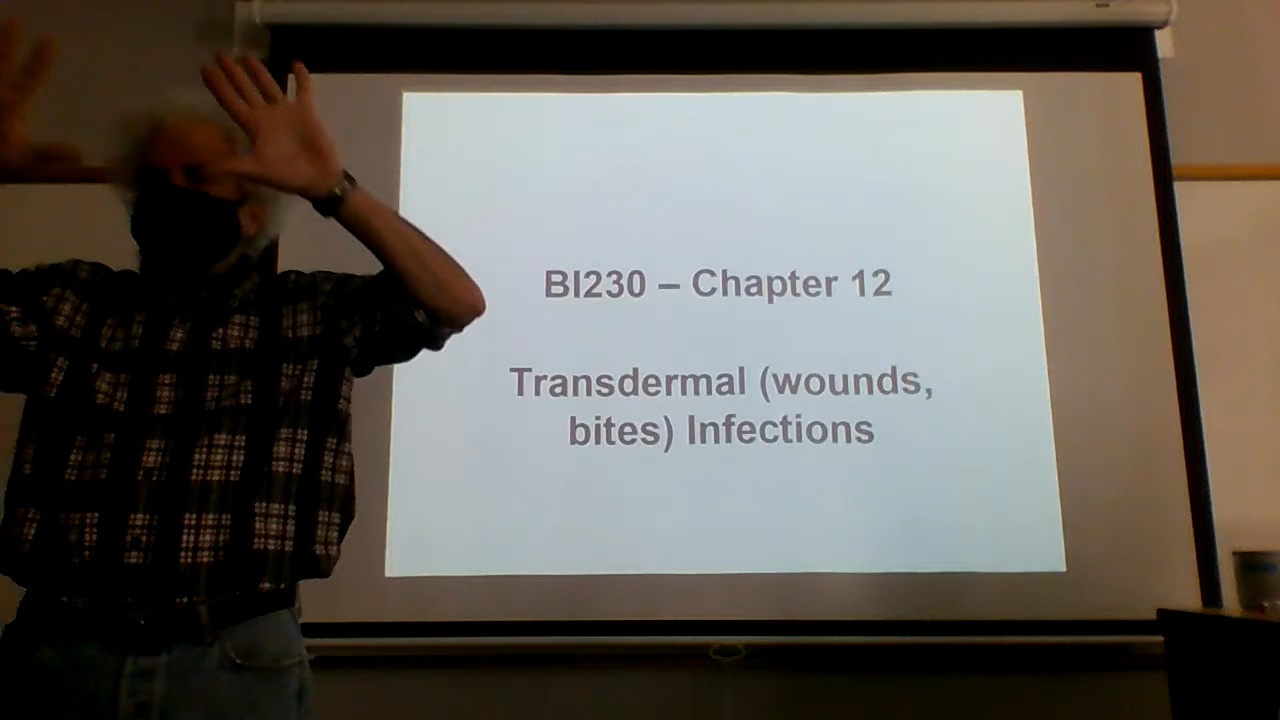 BI230 – Chapter 12
Transdermal (wounds,
bites) Infections